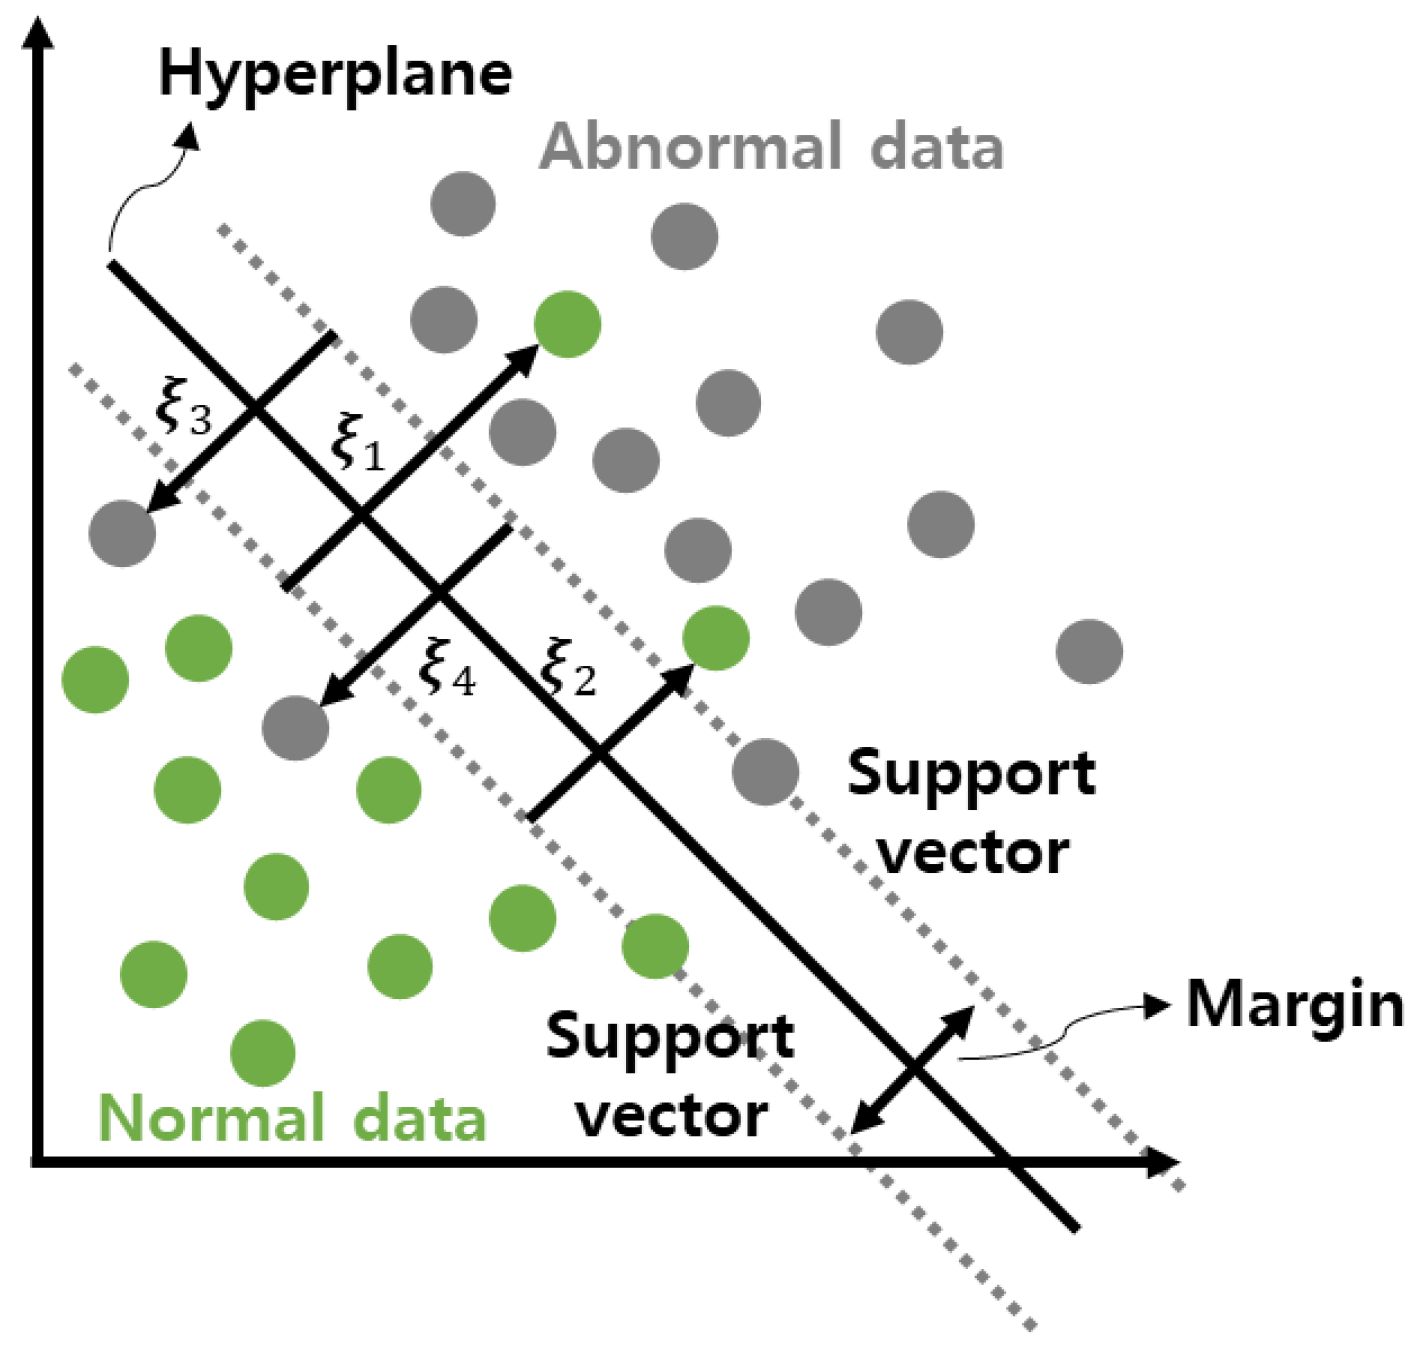 Hyperplane
Abnormal data
ξ3
ξ1
ξ4
ξ2
Support
vector
Margin
Support
vector
Normal data